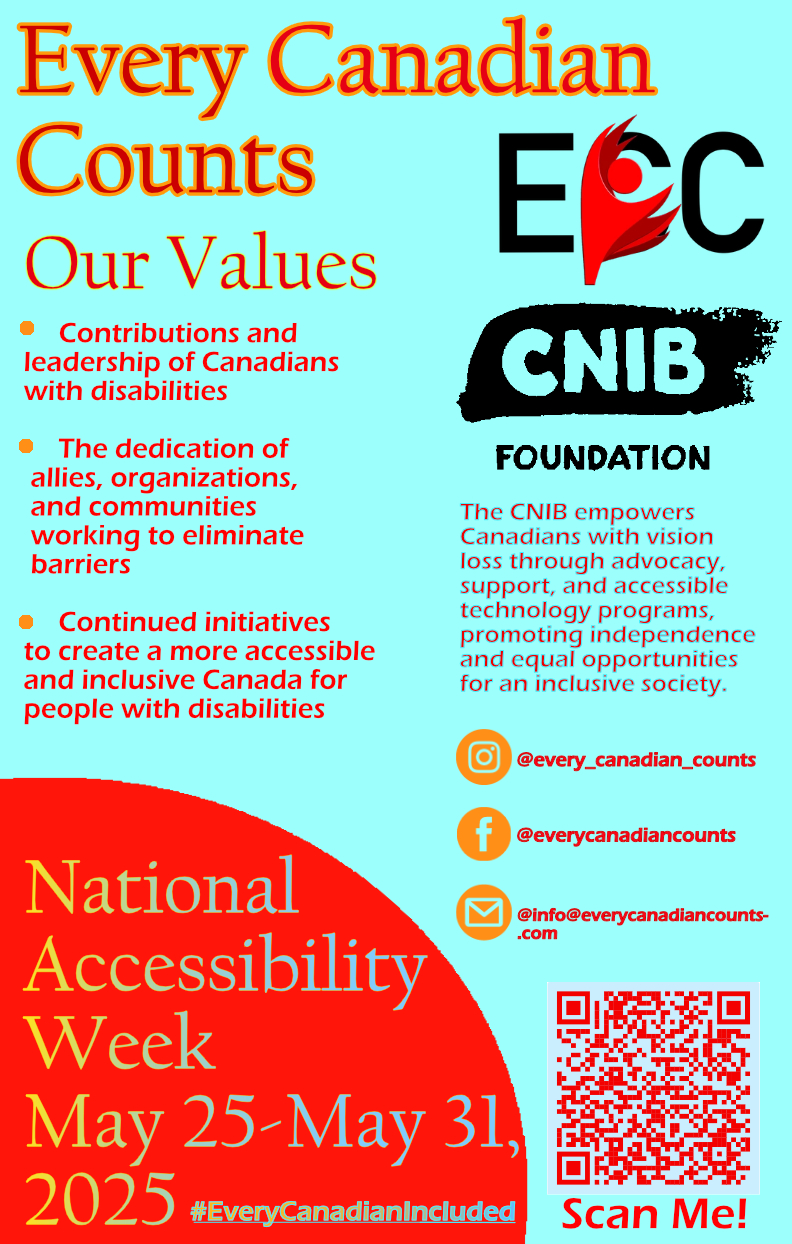 Every Canadian
Counts
ECC
Our Values
Contributions and
leadership of Canadians
with disabilities
The dedication of
allies, organizations,
and communities
working to eliminate
barriers
Continued initiatives
to create a more accessible
and inclusive Canada for
people with disabilities
CNIB
FOUNDATION
The CNIB empowers
Canadians with vision
loss through advocacy,
support, and accessible
technology programs,
promoting independence
and equal opportunities
for an inclusive society.
@every_canadian_counts
@everycanadiancounts
@info@everycanadiancounts-
.com
National
Accessibility
Week
May 25-May 31,
2025
#EveryCanadianIncluded
Scan Me!